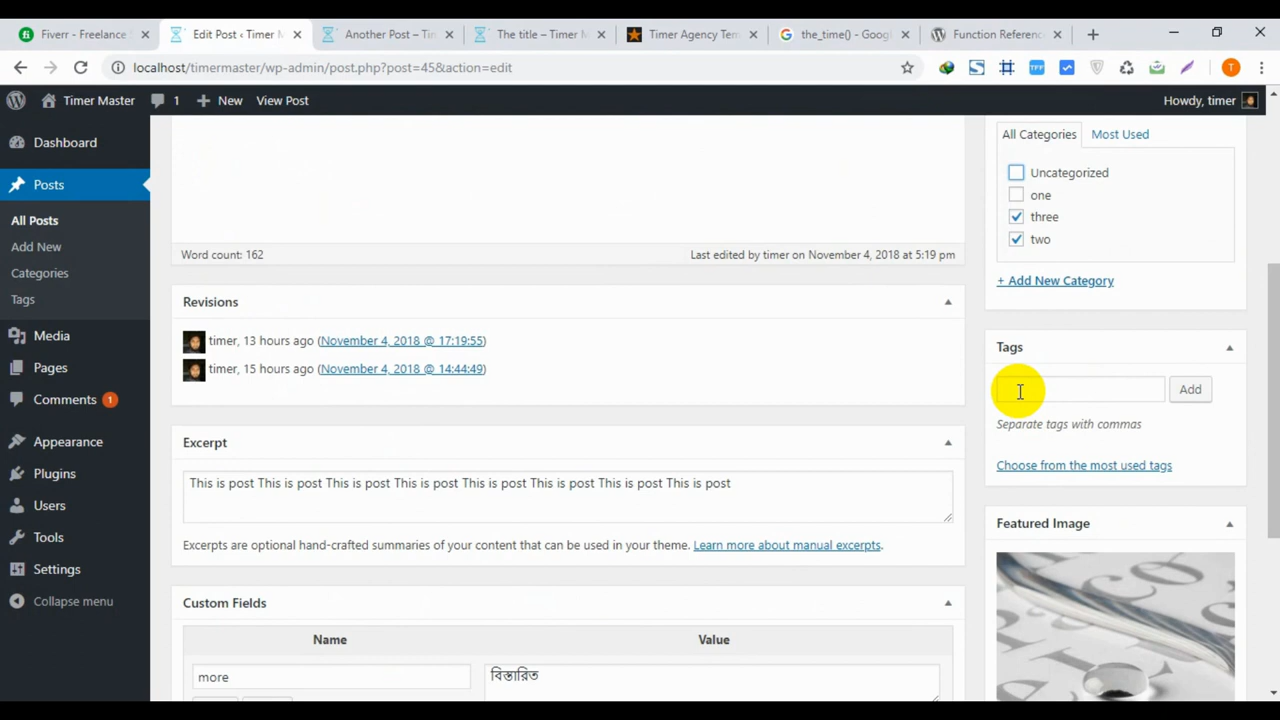 Fiverr - Freelance
Edit Post ‹ Timer M
Another Post – Tim
The title – Timer M
Timer Agency Tem
the_time() - Googl
Function Referenc
localhost/timermaster/wp-admin/post.php?post=45&action=edit
TFF
T
Timer Master
1
New
View Post
Howdy, timer
Dashboard
Posts
All Posts
Add New
Categories
Tags
Media
Pages
Comments 1
Appearance
Plugins
Users
Tools
Settings
Collapse menu
Word count: 162
Last edited by timer on November 4, 2018 at 5:19 pm
Revisions
timer, 13 hours ago (November 4, 2018 @ 17:19:55)
timer, 15 hours ago (November 4, 2018 @ 14:44:49)
Excerpt
This is post This is post This is post This is post This is post This is post This is post This is post
Excerpts are optional hand-crafted summaries of your content that can be used in your theme. Learn more about manual excerpts.
Custom Fields
Name
Value
more
বিস্তারিত
All Categories
Most Used
Uncategorized
one
three
two
+ Add New Category
Tags
Add
Separate tags with commas
Choose from the most used tags
Featured Image